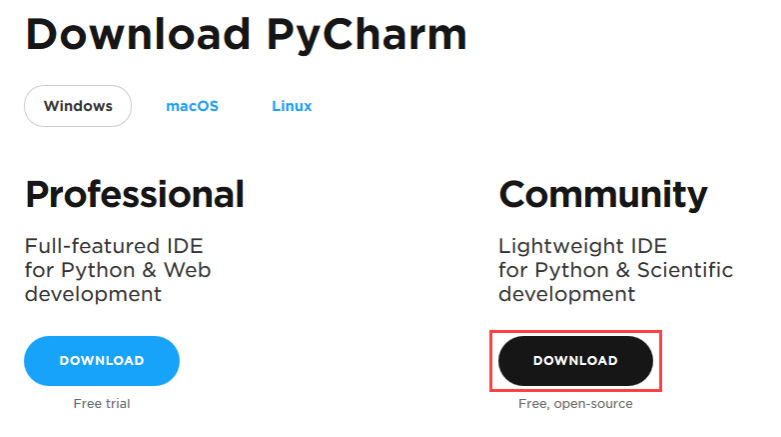 Download PyCharm
Windows macOS Linux
Professional
Full-featured IDE
for Python & Web
development
DOWNLOAD
Free trial
Community
Lightweight IDE
for Python & Scientific
development
DOWNLOAD
Free, open-source